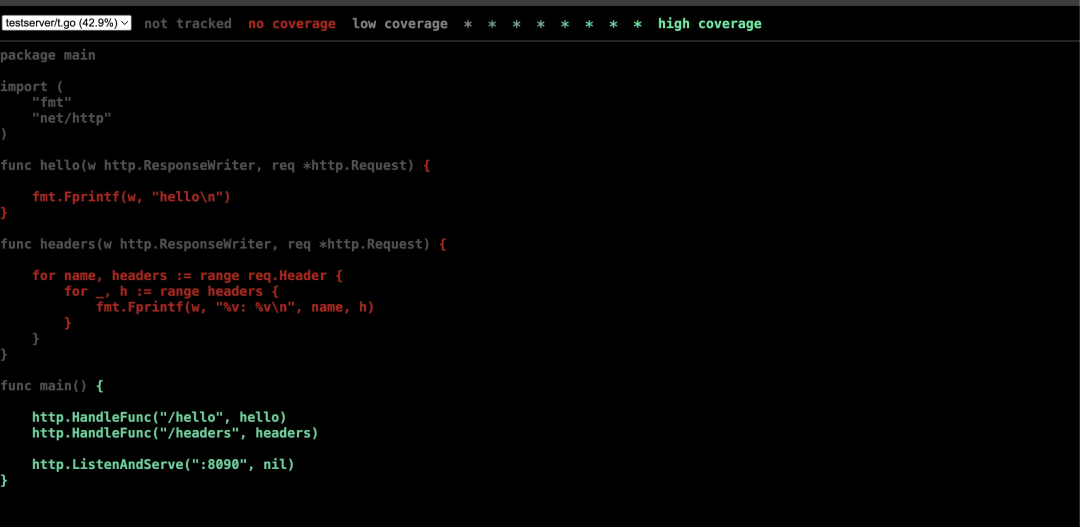 testserver/t.go (42.9%) not tracked no coverage low coverage * * * * * * * * high coverage
package main
import (
    "fmt"
    "net/http"
)
func hello(w http.ResponseWriter, req *http.Request) {
    fmt.Fprintf(w, "hello\n")
}
func headers(w http.ResponseWriter, req *http.Request) {
    for name, headers := range req.Header {
        for _, h := range headers {
            fmt.Fprintf(w, "%v: %v\n", name, h)
        }
    }
}
func main() {
    http.HandleFunc("/hello", hello)
    http.HandleFunc("/headers", headers)
    http.ListenAndServe(":8090", nil)
}